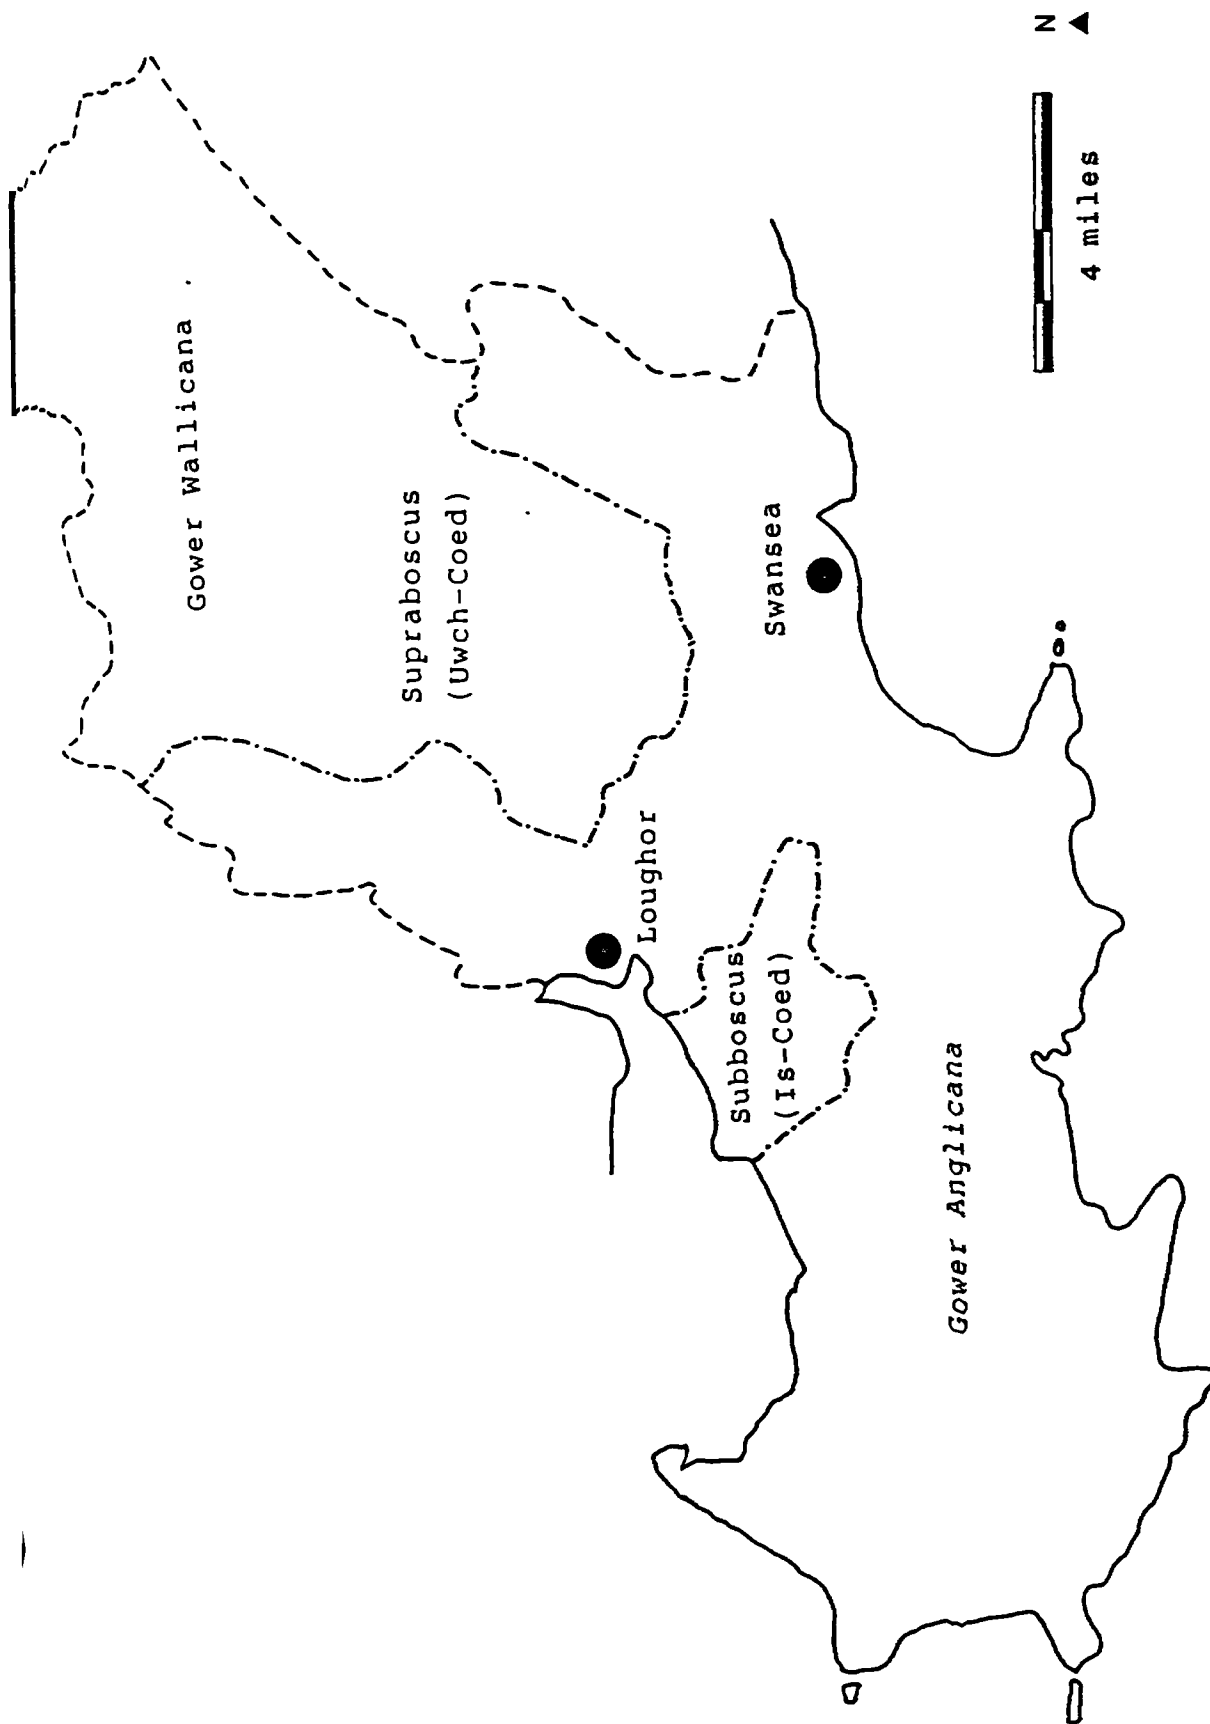 Gower Wallicana
Supraboscus
(Uwch-Coed)
Loughor
Swansea
Subboscus
(Is-Coed)
Gower Anglicana
N
4 miles